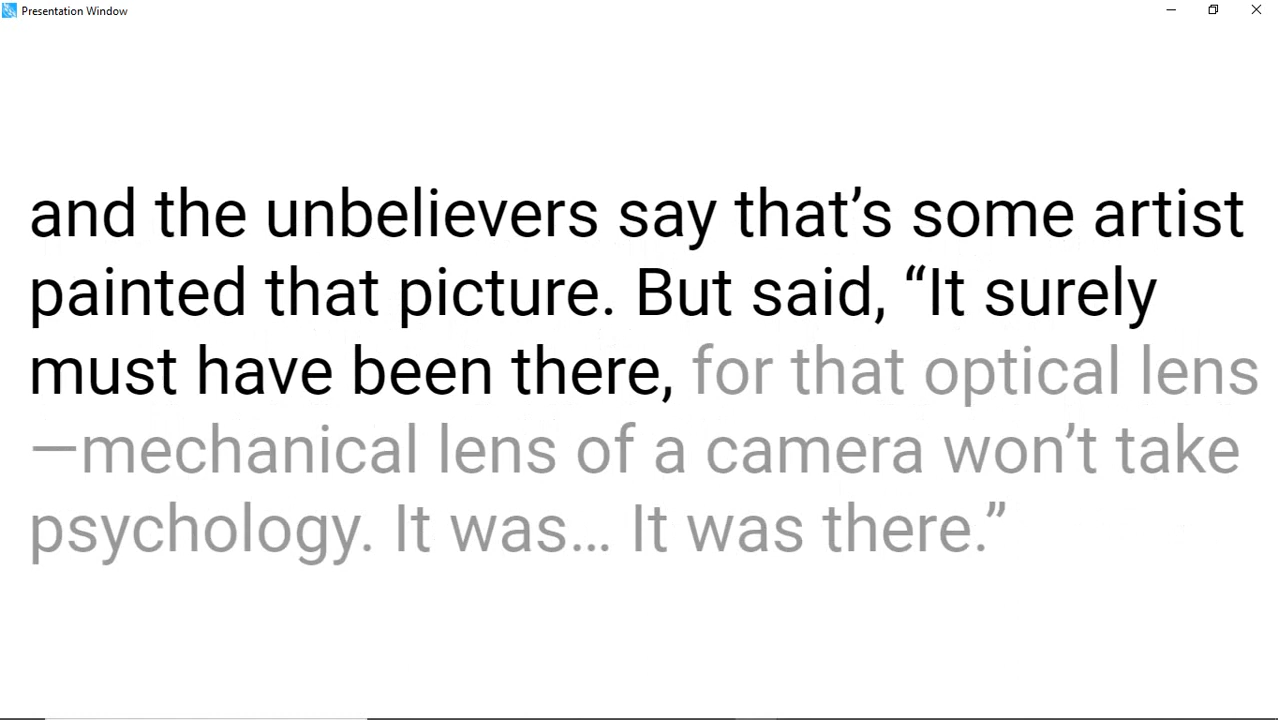 Presentation Window
and the unbelievers say that’s some artist
painted that picture. But said, “It surely
must have been there, for that optical lens
—mechanical lens of a camera won’t take
psychology. It was... It was there.”